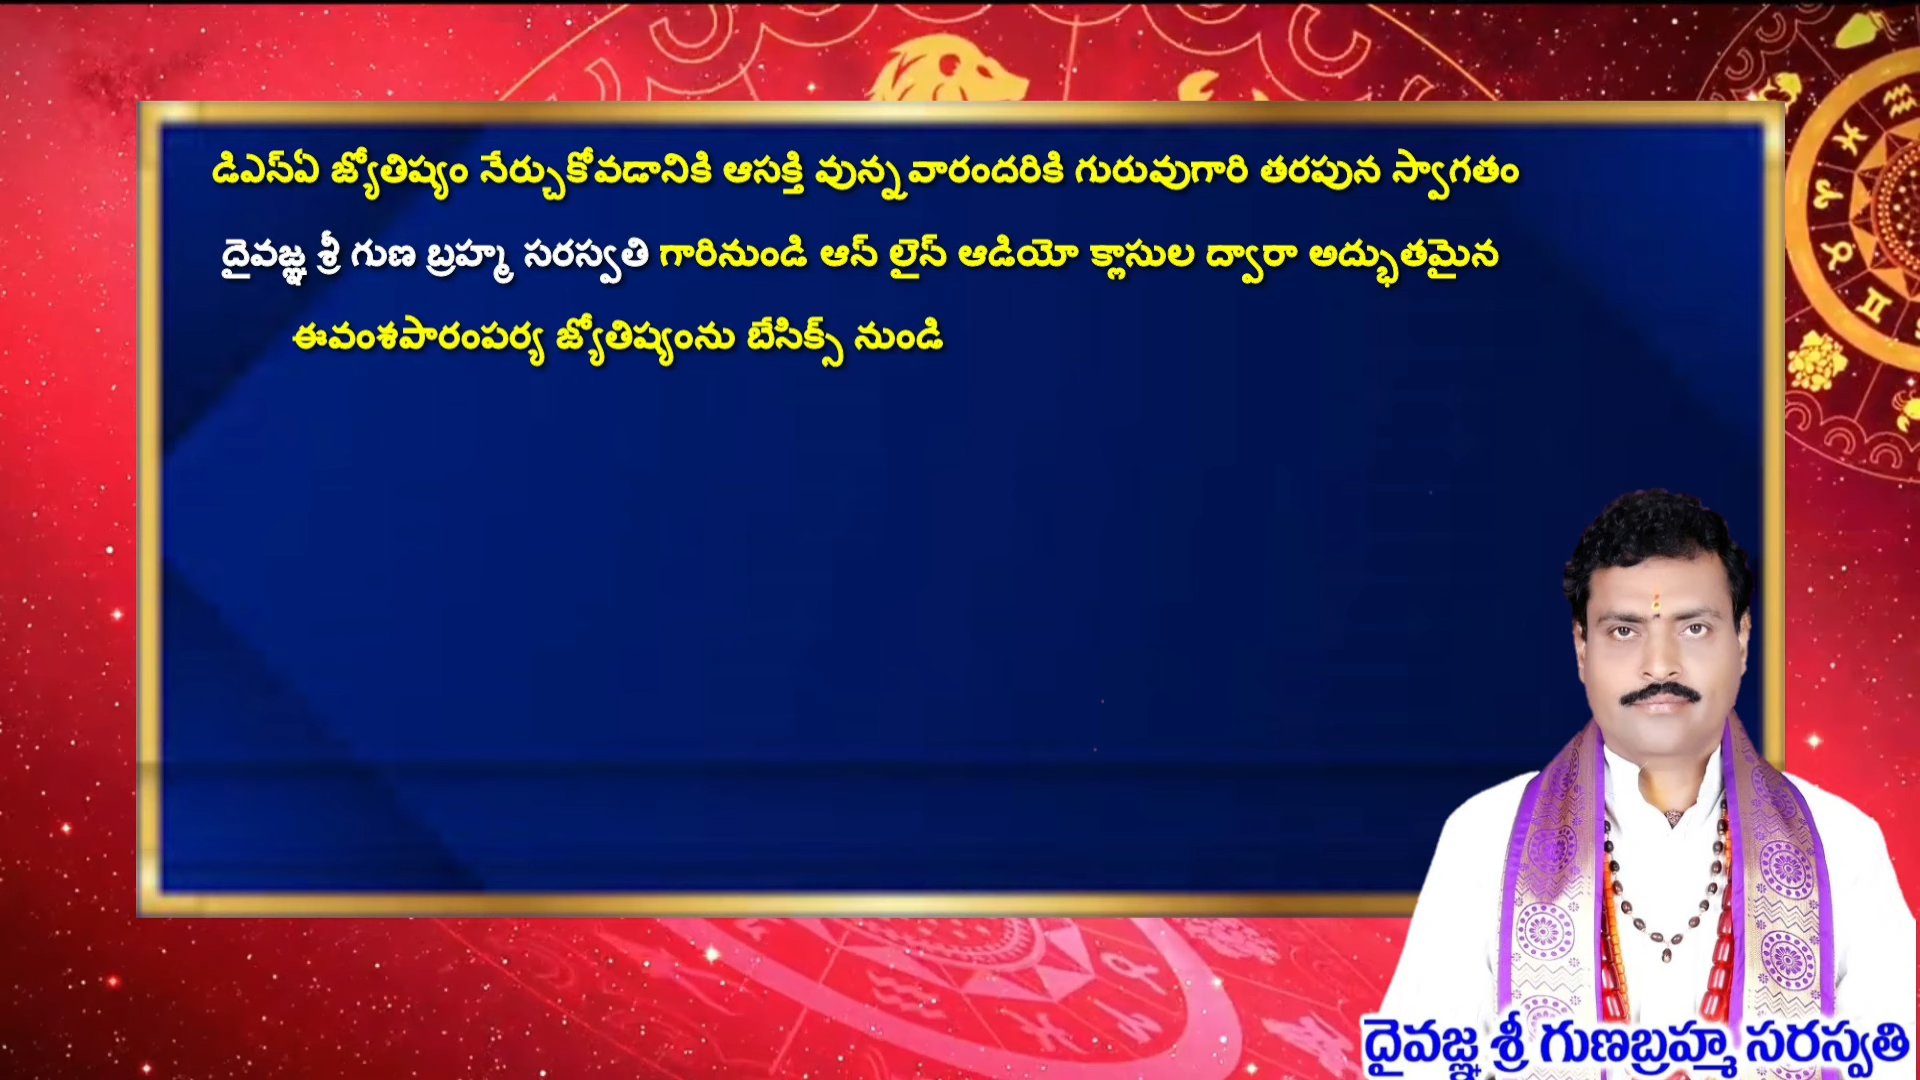 డిఎన్ఏ జ్యోతిష్యం నేర్చుకోవడానికి ఆసక్తి వున్నవారందరికి గురువుగారి తరపున స్వాగతం
దైవజ్ఞ శ్రీ గుణ బ్రహ్మ సరస్వతి గారినుండి ఆన్ లైన్ ఆడియో క్లాసుల ద్వారా అద్భుతమైన
ఈవంశపారంపర్య జ్యోతిష్యంను బేసిక్స్ నుండి
దైవజ్ఞ శ్రీ గుణబ్రహ్మ సరస్వతి